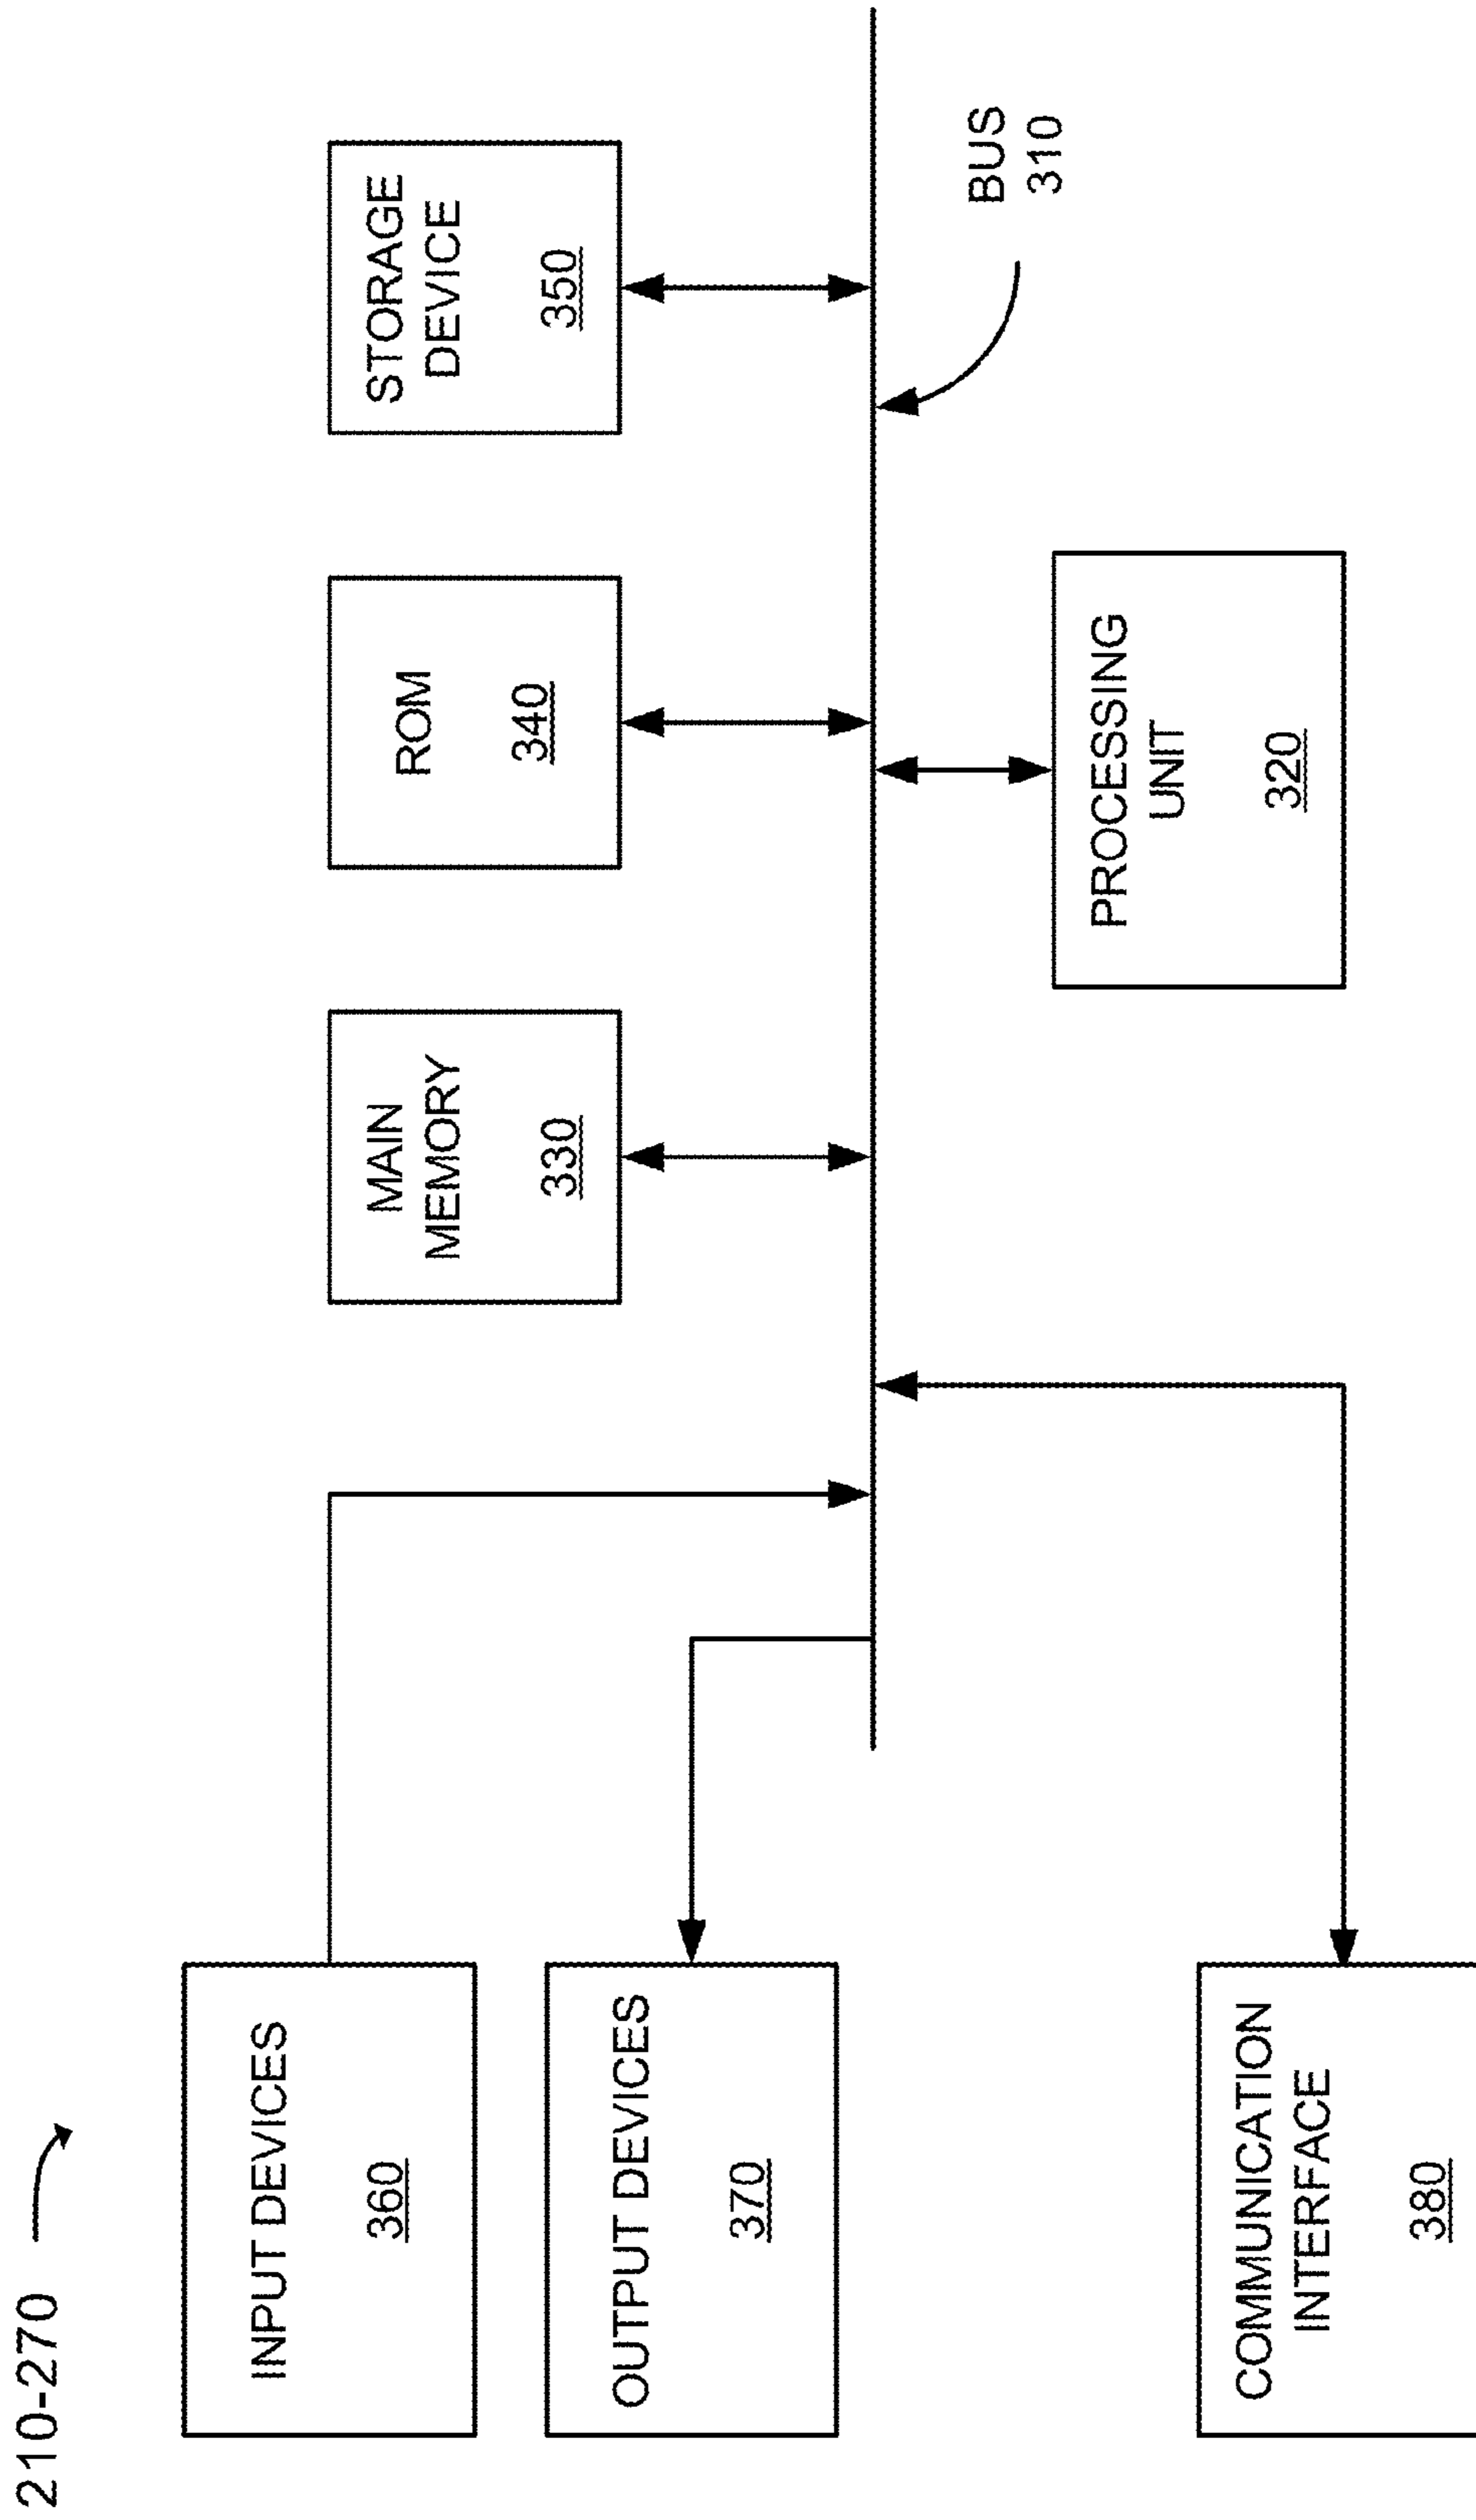 210-270
INPUT DEVICES
360
MAIN
MEMORY
330
ROM
340
STORAGE
DEVICE
350
OUTPUT DEVICES
370
BUS
310
COMMUNICATION
INTERFACE
380
PROCESSING
UNIT
320